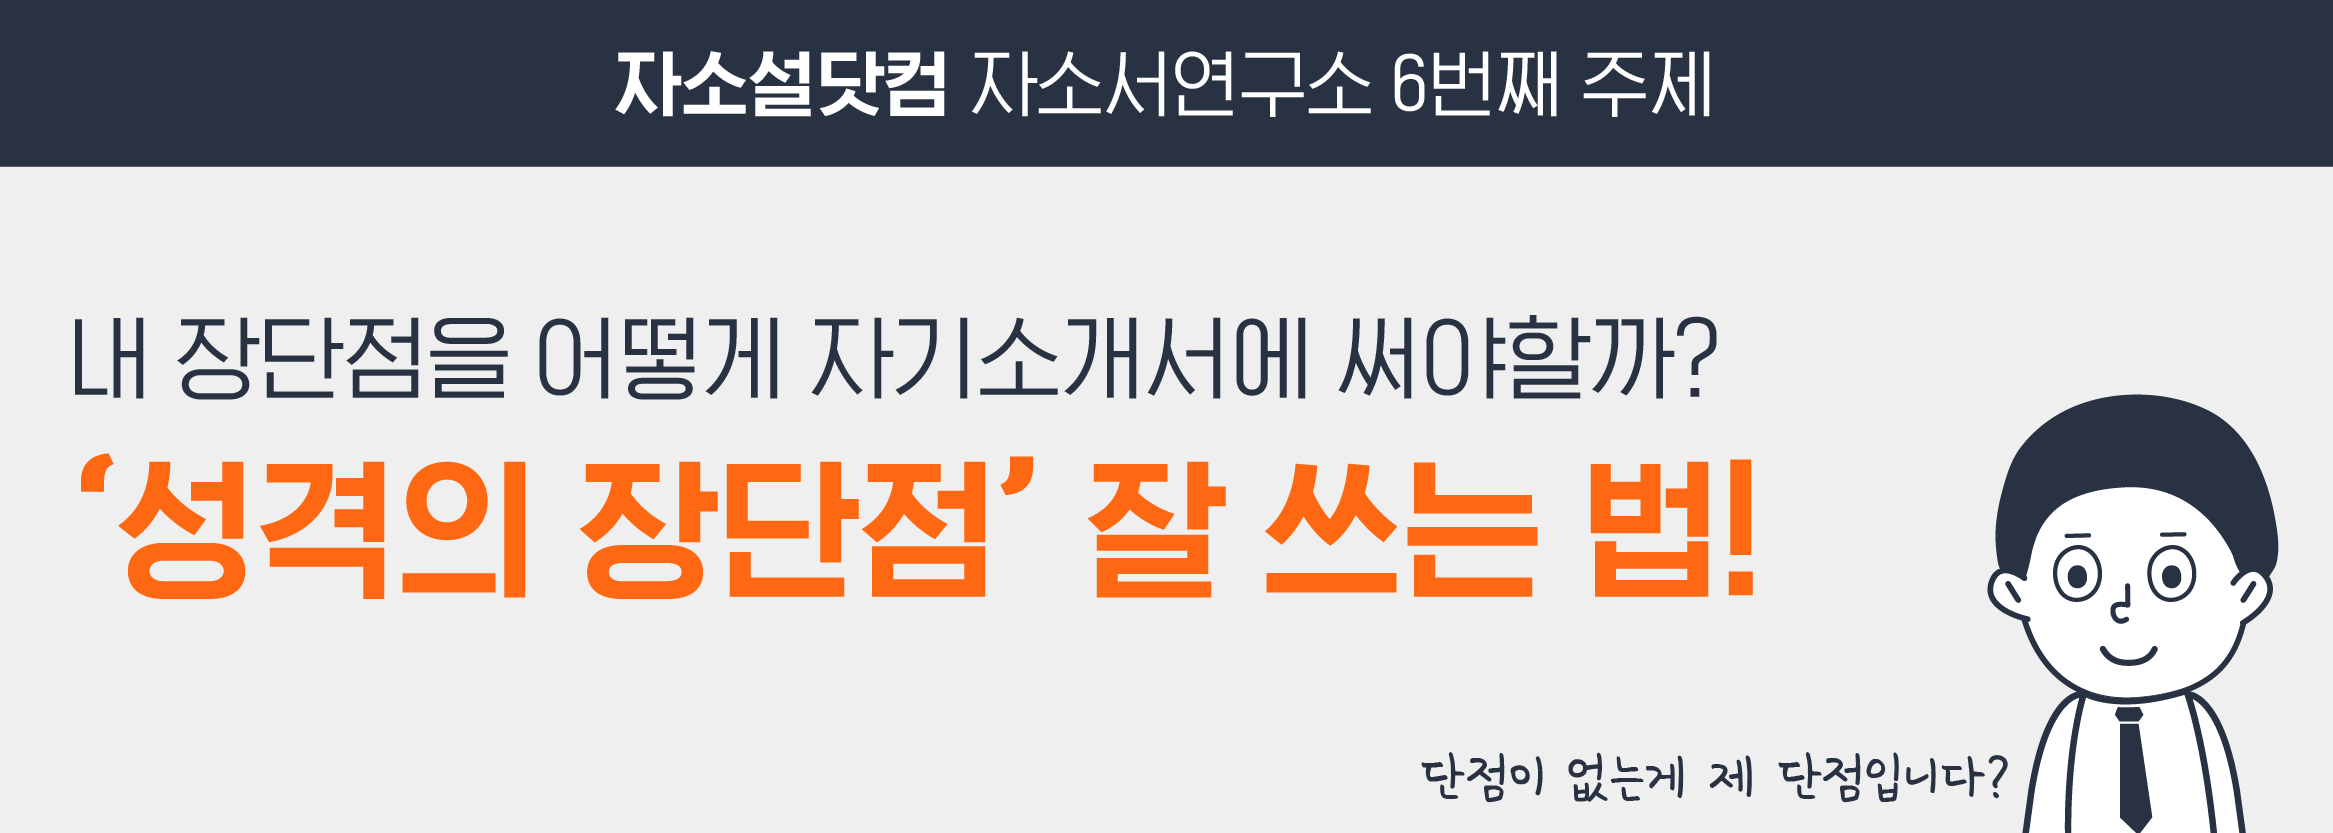 자소설닷컴 자소서연구소 6번째 주제
내 장단점을 어떻게 자기소개서에 써야할까?
‘성격의 장단점’ 잘 쓰는 법!
단점이 없는게 제 단점입니다?